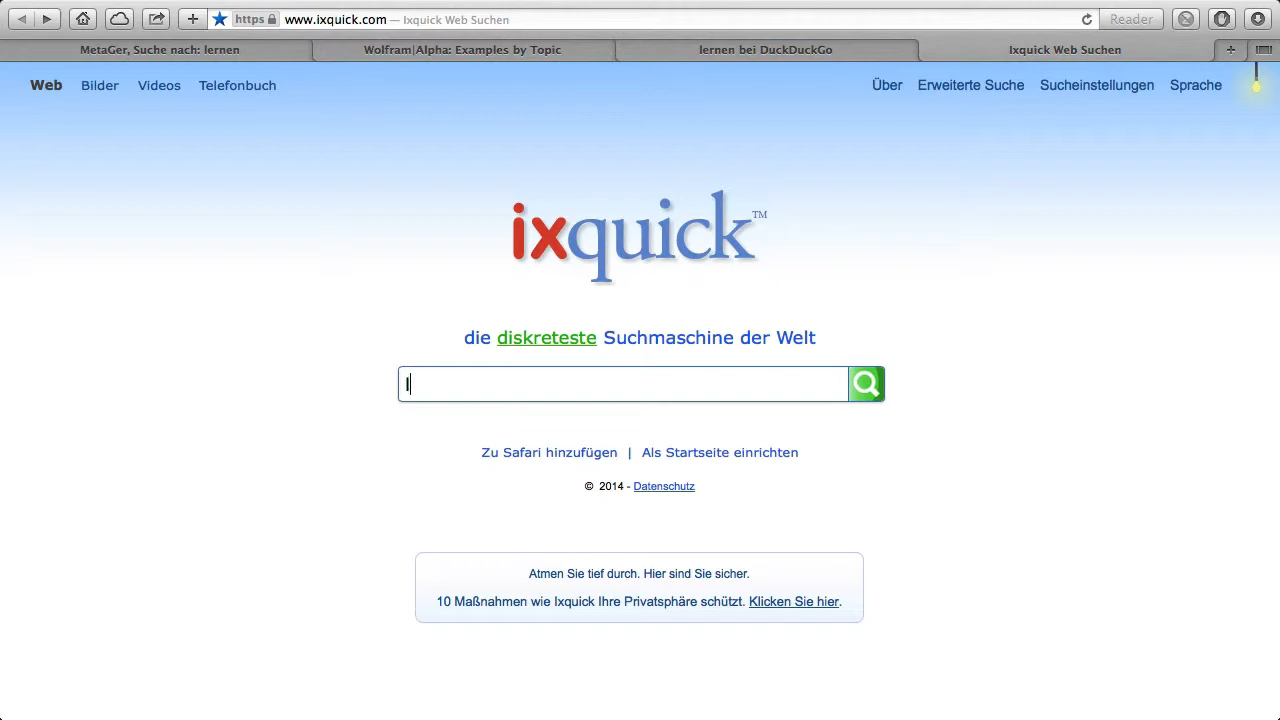 https www.ixquick.com — Ixquick Web Suchen Reader
MetaGer, Suche nach: lernen Wolfram|Alpha: Examples by Topic lernen bei DuckDuckGo Ixquick Web Suchen +
Web Bilder Videos Telefonbuch Über Erweiterte Suche Sucheinstellungen Sprache
ixquick™
die diskreteste Suchmaschine der Welt
l
Zu Safari hinzufügen | Als Startseite einrichten
© 2014 - Datenschutz
Atmen Sie tief durch. Hier sind Sie sicher.
10 Maßnahmen wie Ixquick Ihre Privatsphäre schützt. Klicken Sie hier.